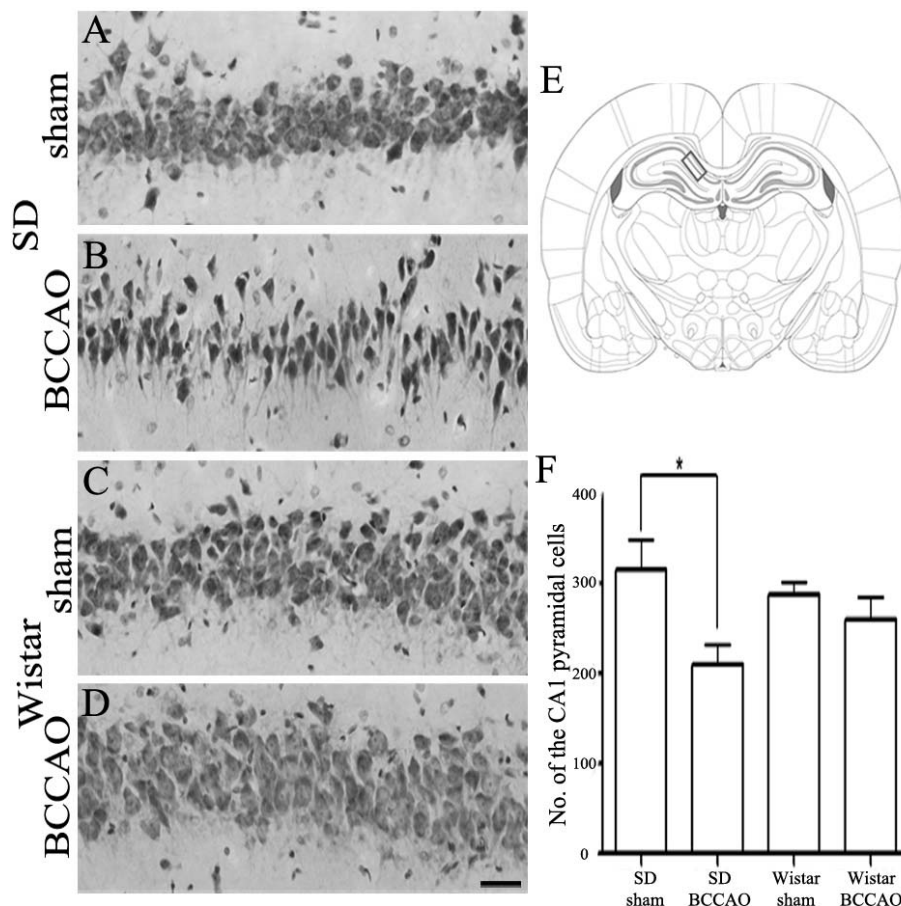 A
sham
SD
B
BCCAO
C
sham
Wistar
D
BCCAO
E
F
*
No. of the CA1 pyramidal cells
400
300
200
100
0
SD
sham
SD
BCCAO
Wistar
sham
Wistar
BCCAO